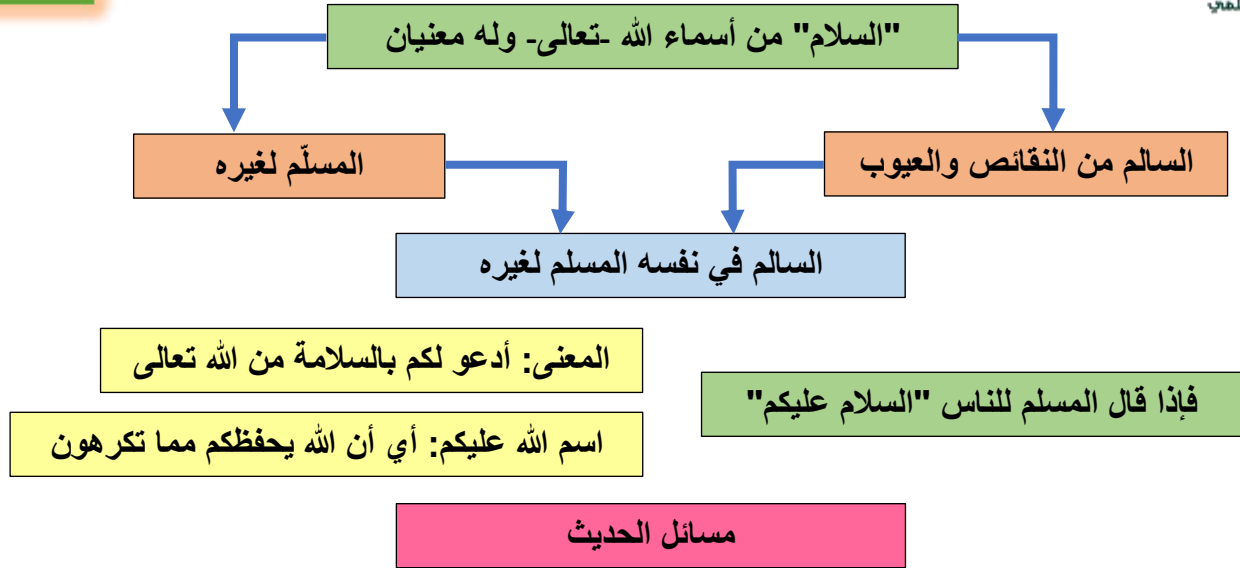 "السلام" من أسماء الله -تعالى- وله معنيان
السالم من النقائص والعيوب
المسلّم لغيره
السالم في نفسه المسلم لغيره
فإذا قال المسلم للناس "السلام عليكم"
المعنى: أدعو لكم بالسلامة من الله تعالى
اسم الله عليكم: أي أن الله يحفظكم مما تكرهون
مسائل الحديث